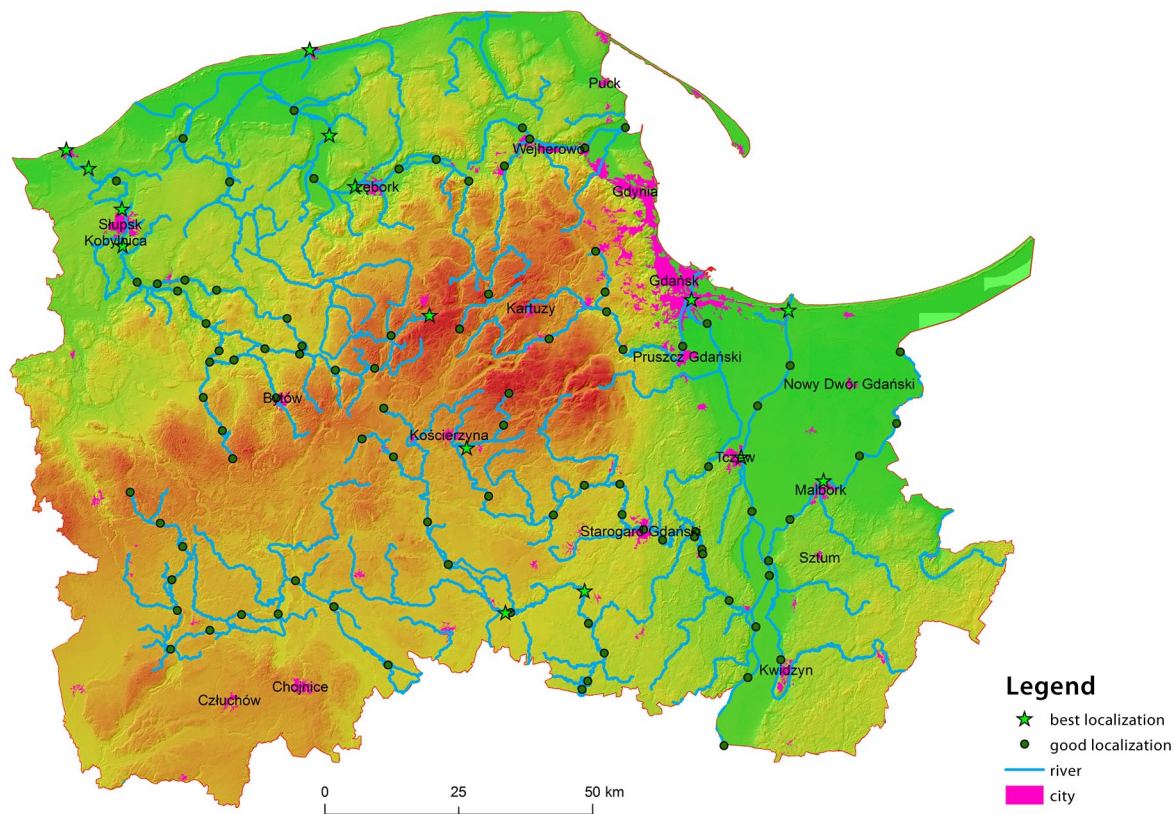 Puck
Wejherowo
Lębork
Gdynia
Słupsk
Kobylnica
Gdańsk
Kartuzy
Pruszcz Gdański
Nowy Dwór Gdański
Bytów
Kościerzyna
Tczew
Malbork
Starogard Gdański
Sztum
Kwidzyn
Chojnice
Człuchów
Legend
best localization
good localization
river
city
0 25 50 km